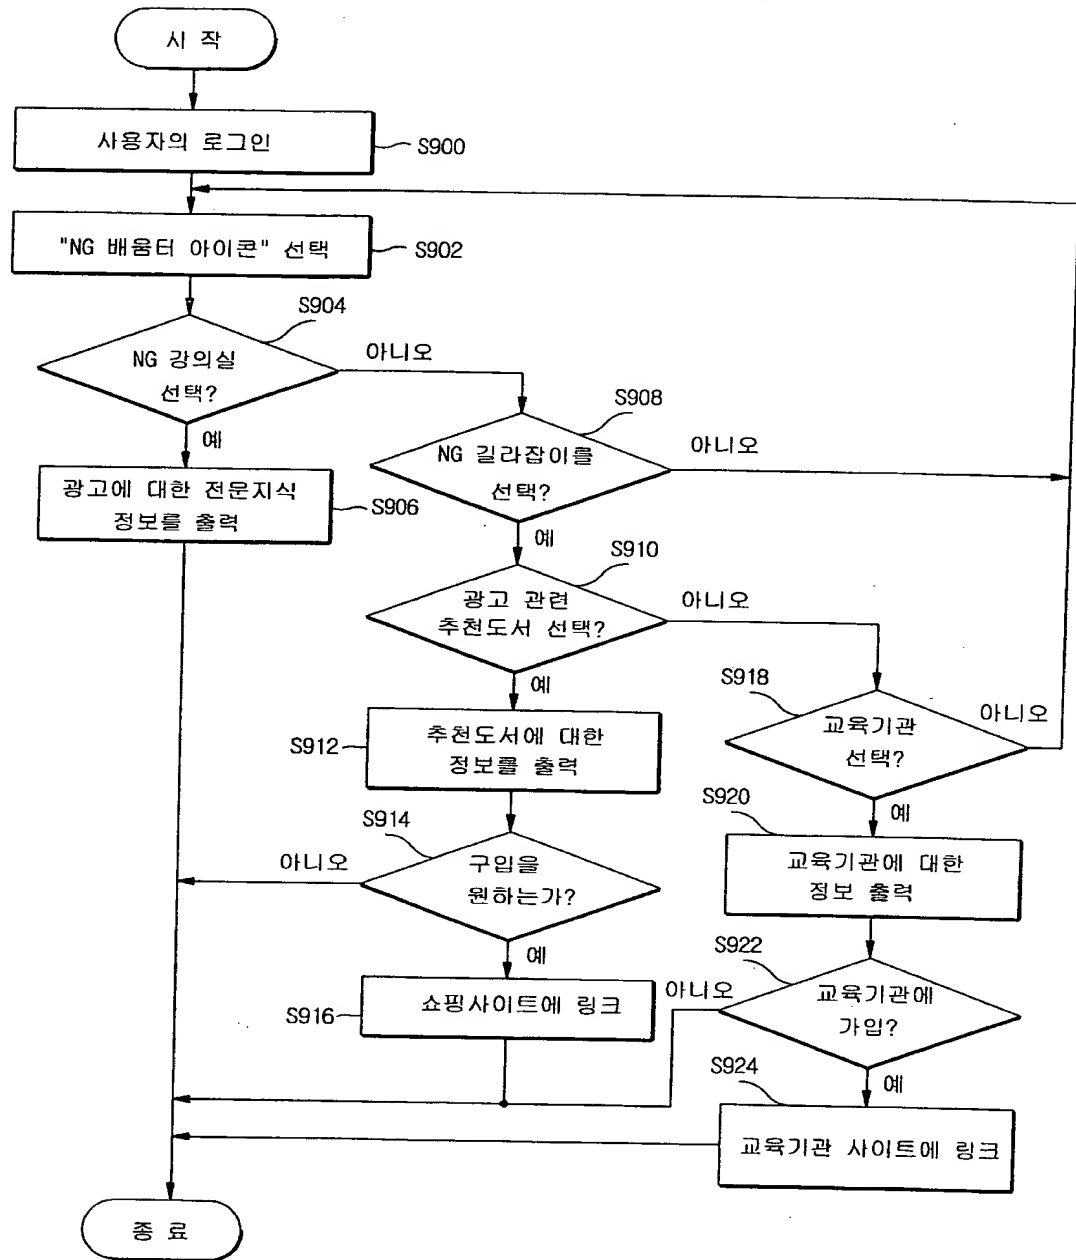 시 작
사용자의 로그인
S900
"NG 배움터 아이콘" 선택
S902
S904
NG 강의실
선택?
아니오
예
S908
NG 길라잡이를
선택?
아니오
예
광고에 대한 전문지식
정보를 출력
S906
S910
광고 관련
추천도서 선택?
아니오
예
S918
교육기관
선택?
아니오
예
S912
추천도서에 대한
정보를 출력
S914
구입을
원하는가?
아니오
예
S920
교육기관에 대한
정보 출력
S922
교육기관에
가입?
아니오
예
S916
쇼핑사이트에 링크
S924
교육기관 사이트에 링크
종 료